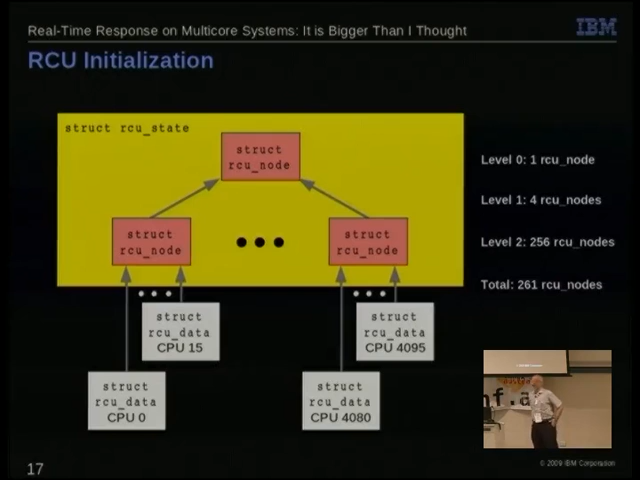 Real-Time Response on Multicore Systems: It is Bigger Than I Thought
IBM
RCU Initialization
struct rcu_state
struct
rcu_node
Level 0: 1 rcu_node
Level 1: 4 rcu_nodes
struct
rcu_node
struct
rcu_node
Level 2: 256 rcu_nodes
Total: 261 rcu_nodes
struct
rcu_data
CPU 15
struct
rcu_data
CPU 4095
struct
rcu_data
CPU 0
struct
rcu_data
CPU 4080
17
© 2009 IBM Corporation